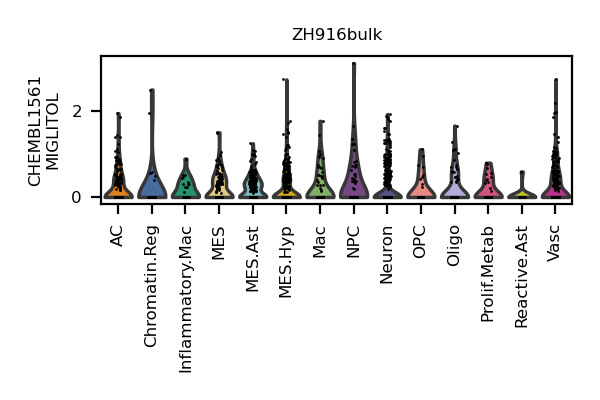 ZH916bulk
CHEMBL1561
MIGLITOL
2
0
AC
Chromatin.Reg
Inflammatory.Mac
MES
MES.Ast
MES.Hyp
Mac
NPC
Neuron
OPC
Oligo
Prolif.Metab
Reactive.Ast
Vasc